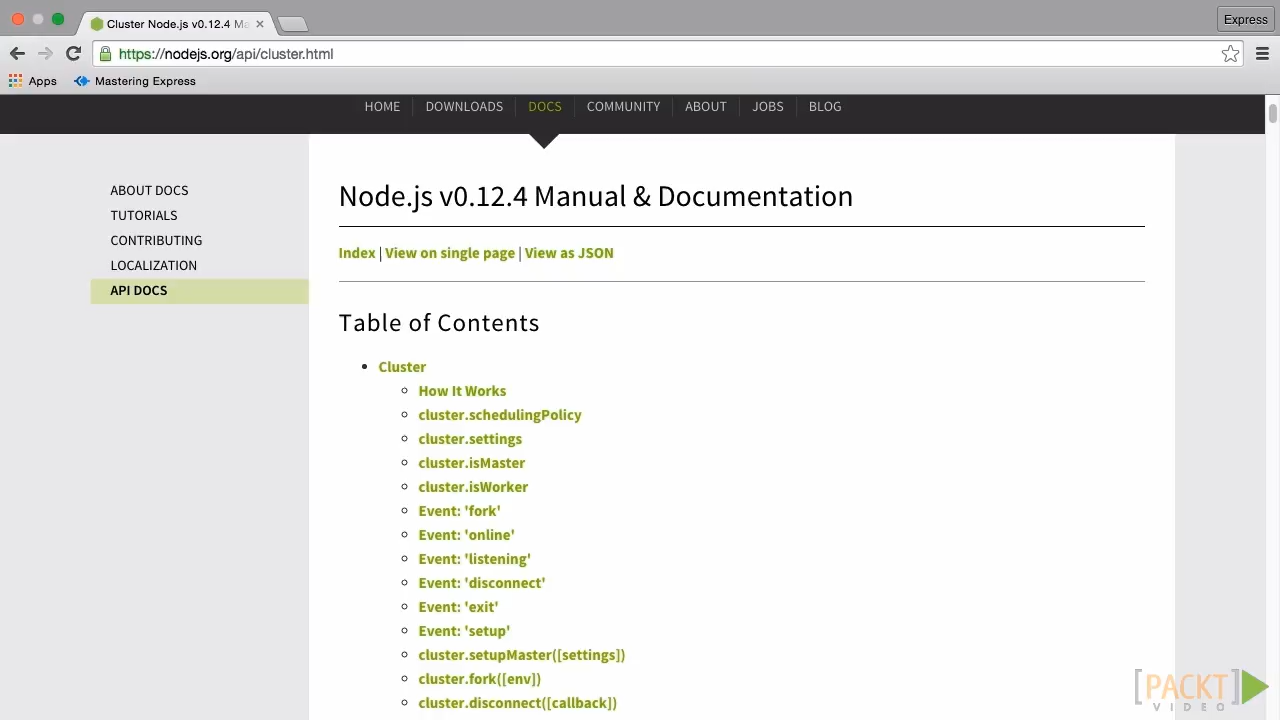 Cluster Node.js v0.12.4 Ma
Express
https://nodejs.org/api/cluster.html
Apps
Mastering Express
HOME
DOWNLOADS
DOCS
COMMUNITY
ABOUT
JOBS
BLOG
ABOUT DOCS
TUTORIALS
CONTRIBUTING
LOCALIZATION
API DOCS
Node.js v0.12.4 Manual & Documentation
Index | View on single page | View as JSON
Table of Contents
Cluster
How It Works
cluster.schedulingPolicy
cluster.settings
cluster.isMaster
cluster.isWorker
Event: 'fork'
Event: 'online'
Event: 'listening'
Event: 'disconnect'
Event: 'exit'
Event: 'setup'
cluster.setupMaster([settings])
cluster.fork([env])
cluster.disconnect([callback])
[PACKT]
VIDEO